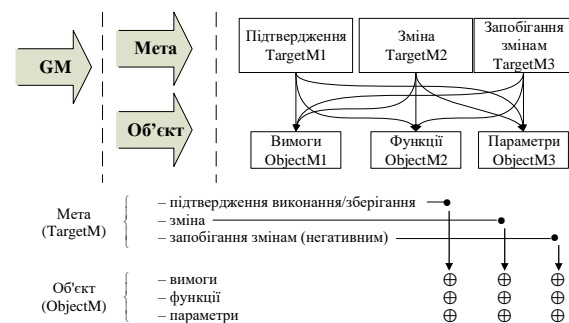 GM
Мета
Об’єкт
Підтвердження
TargetM1
Зміна
TargetM2
Запобігання
змінам
TargetM3
Вимоги
ObjectM1
Функції
ObjectM2
Параметри
ObjectM3
Мета
(TargetM)
– підтвердження виконання/зберігання
– зміна
– запобігання змінам (негативним)
Об'єкт
(ObjectM)
– вимоги
– функції
– параметри